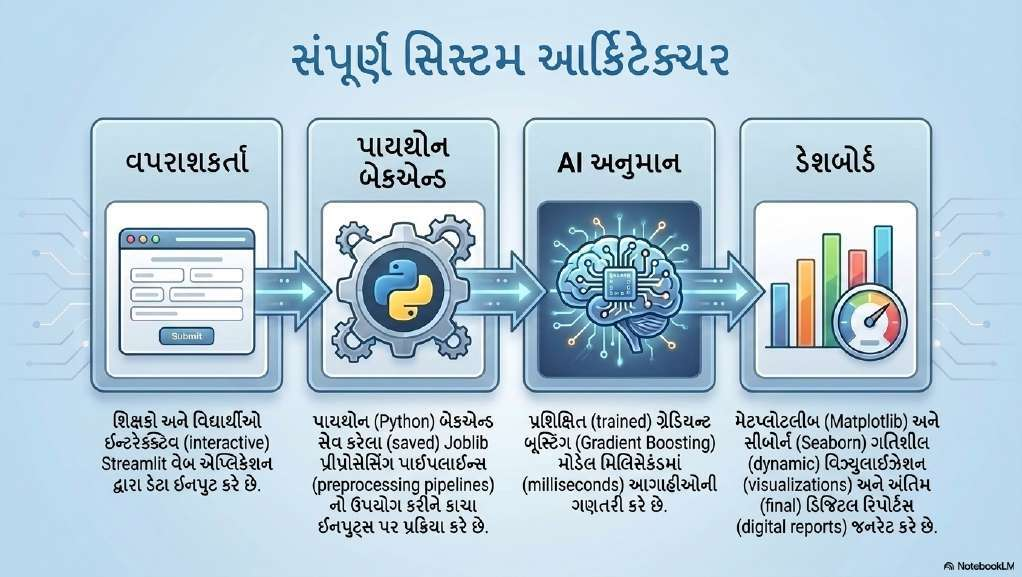 સંપૂર્ણ સિસ્ટમ આર્કિટેક્ચર
વપરાશકર્તા
Submit
શિક્ષકો અને વિદ્યાર્થીઓ
ઈન્ટરેક્ટિવ (interactive)
Streamlit વેબ એપ્લિકેશન
દ્વારા ડેટા ઈનપુટ કરે છે.
પાયથોન
બેકએન્ડ
પાયથોન (Python) બેકએન્ડ
સેવ કરેલા (saved) Joblib
પ્રીપ્રોસેસિંગ પાઈપલાઈન્સ
(preprocessing pipelines)
નો ઉપયોગ કરીને કાચા
ઈનપુટ્સ પર પ્રક્રિયા કરે છે.
AI અનુમાન
પ્રશિક્ષિત (trained) ગ્રેડિયન્ટ
બૂસ્ટિંગ (Gradient Boosting)
મોડેલ મિલિસેકંડમાં
(milliseconds) આગાહીઓની
ગણતરી કરે છે.
ડેશબોર્ડ
મેટપ્લોટલીબ (Matplotlib) અને
સીબોર્ન (Seaborn) ગતિશીલ
(dynamic) વિઝ્યુલાઈઝેશન
(visualizations) અને અંતિમ
(final) ડિજિટલ રિપોર્ટસ
(digital reports) જનરેટ કરે છે.
NotebookLM